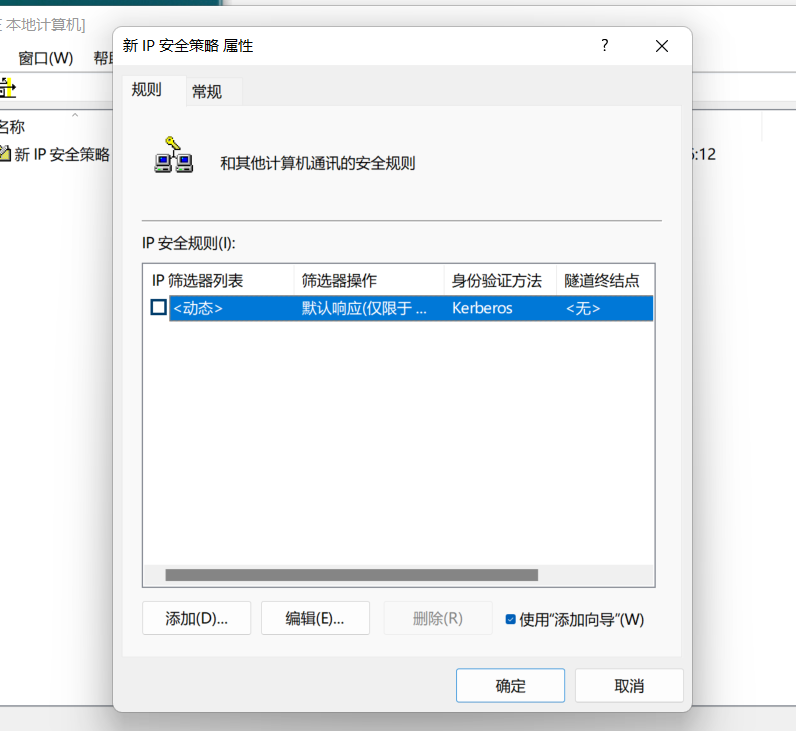 本地计算机]
新 IP 安全策略 属性
?
窗口(W)
规则
常规
名称
新 IP 安全策略
:12
和其他计算机通讯的安全规则
IP 安全规则(I):
IP 筛选器列表 筛选器操作 身份验证方法 隧道终结点
<动态> 默认响应(仅限于 ... Kerberos <无>
添加(D)... 编辑(E)... 删除(R) 使用“添加向导”(W)
确定 取消